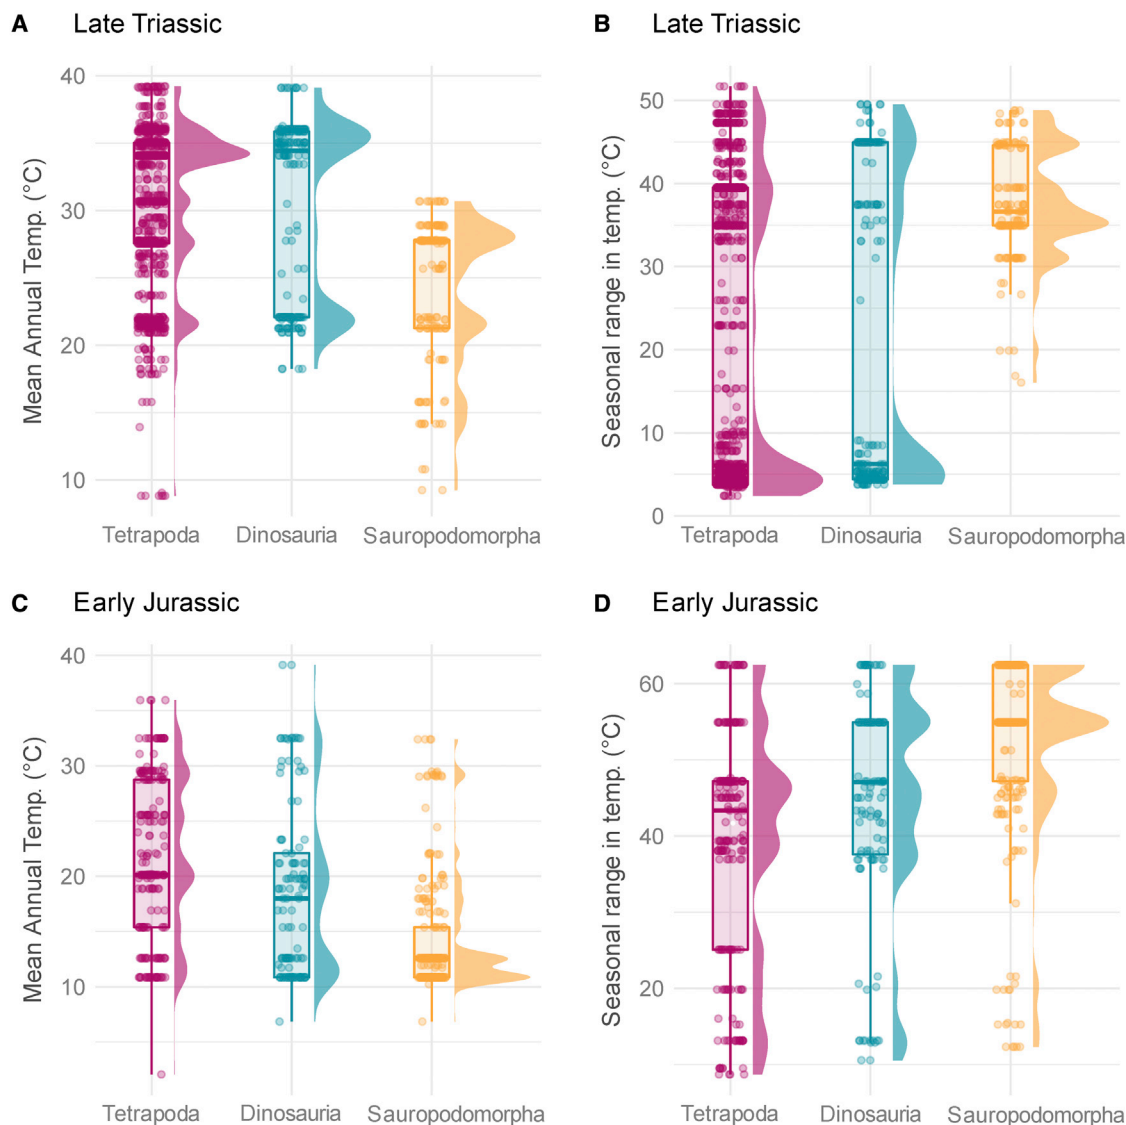 A Late Triassic
Mean Annual Temp. (°C)
40
30
20
10
Tetrapoda Dinosauria Sauropodomorpha
B Late Triassic
Seasonal range in temp. (°C)
50
40
30
20
10
0
Tetrapoda Dinosauria Sauropodomorpha
C Early Jurassic
Mean Annual Temp. (°C)
40
30
20
10
Tetrapoda Dinosauria Sauropodomorpha
D Early Jurassic
Seasonal range in temp. (°C)
60
40
20
Tetrapoda Dinosauria Sauropodomorpha